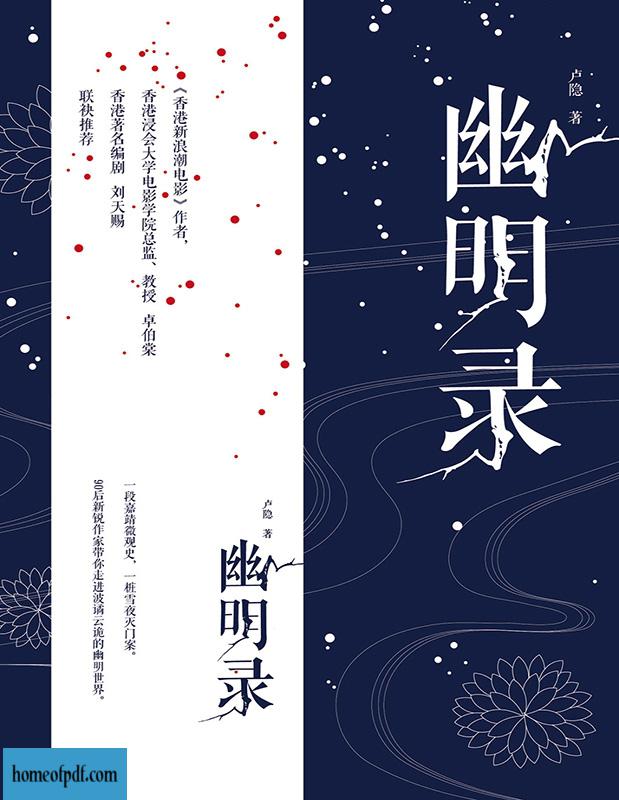 卢隐 著
幽明录
《香港新浪潮电影》作者,
香港浸会大学电影学院总监、教授 卓伯棠
香港著名编剧 刘天赐
联袂推荐
卢隐 著
幽明录
一段嘉靖微观史,一桩雪夜灭门案。
90后新锐作家带你走进波谲云诡的幽明世界。
homeofpdf.com